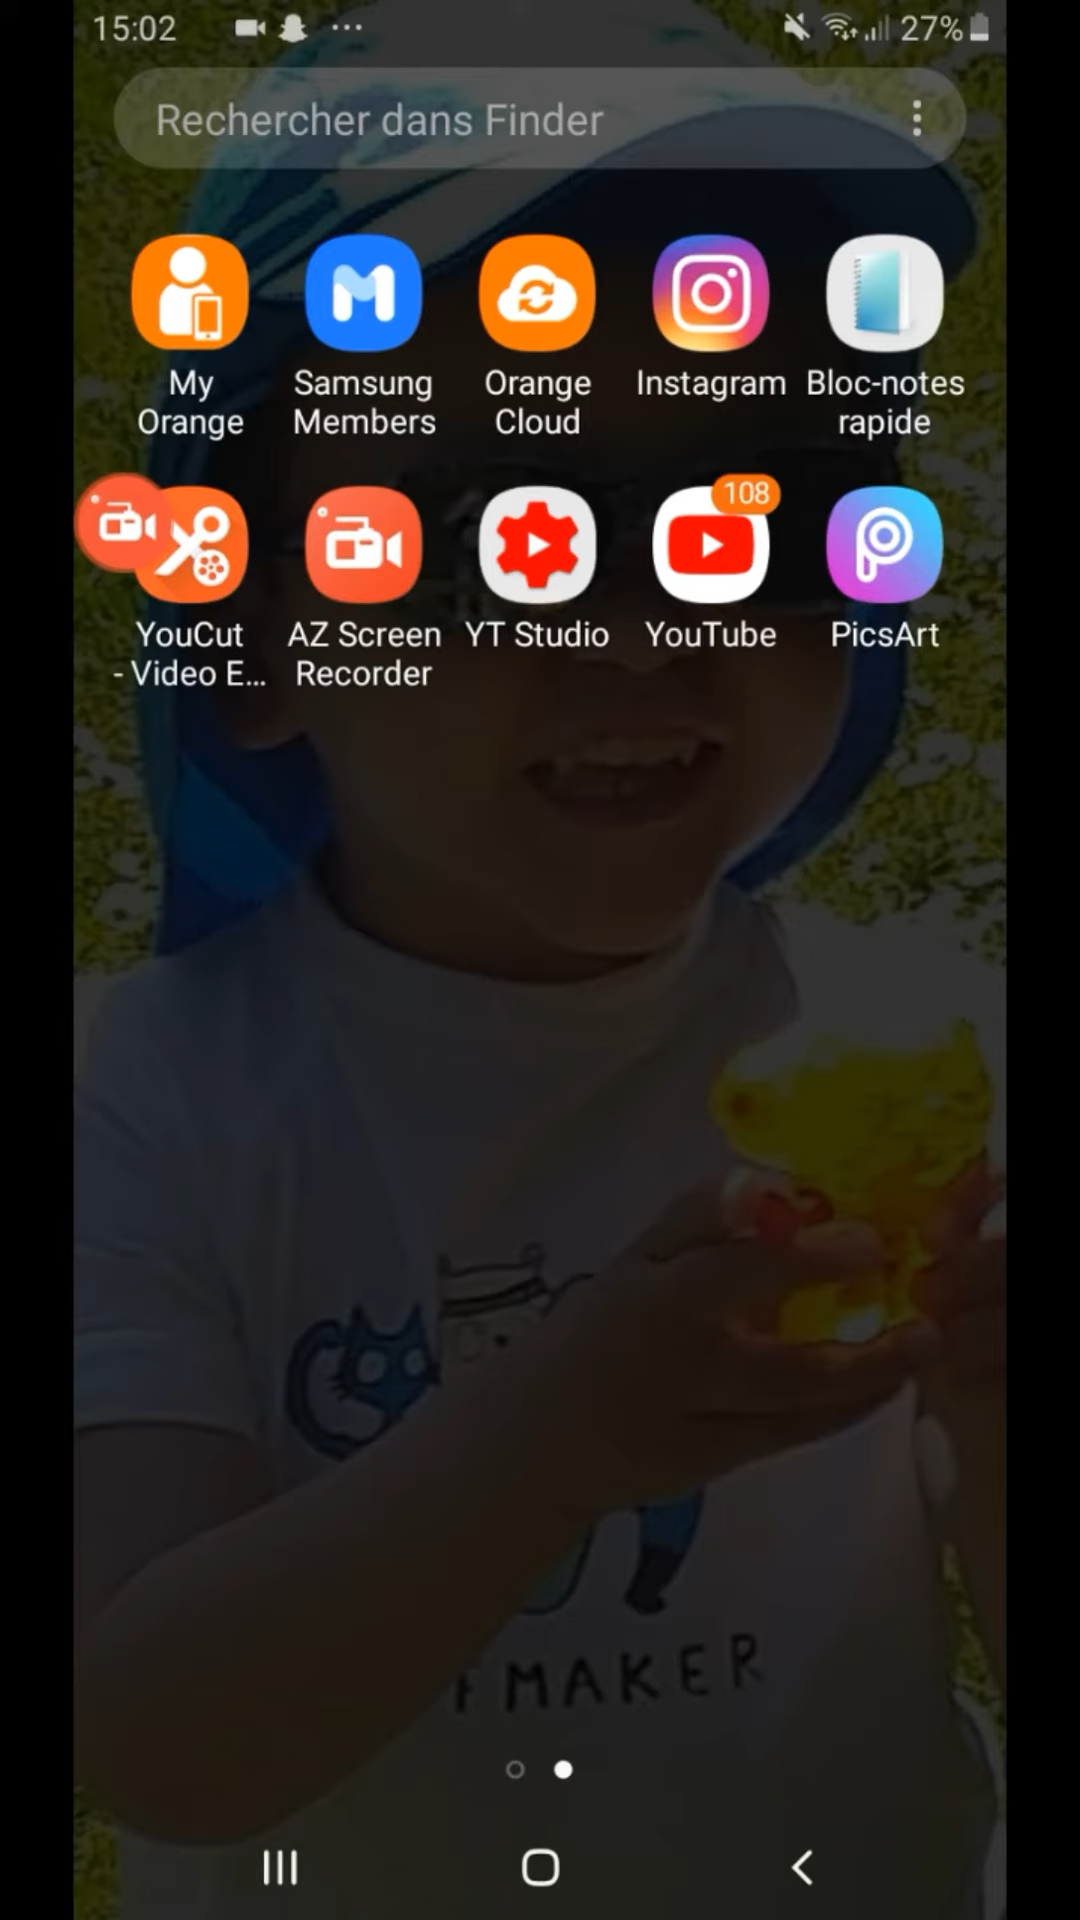 15:02 ... 27%
Rechercher dans Finder
My
Orange
Samsung
Members
Orange
Cloud
Instagram
Bloc-notes
rapide
108
YouCut
- Video E...
AZ Screen
Recorder
YT Studio
YouTube
PicsArt
MAKER